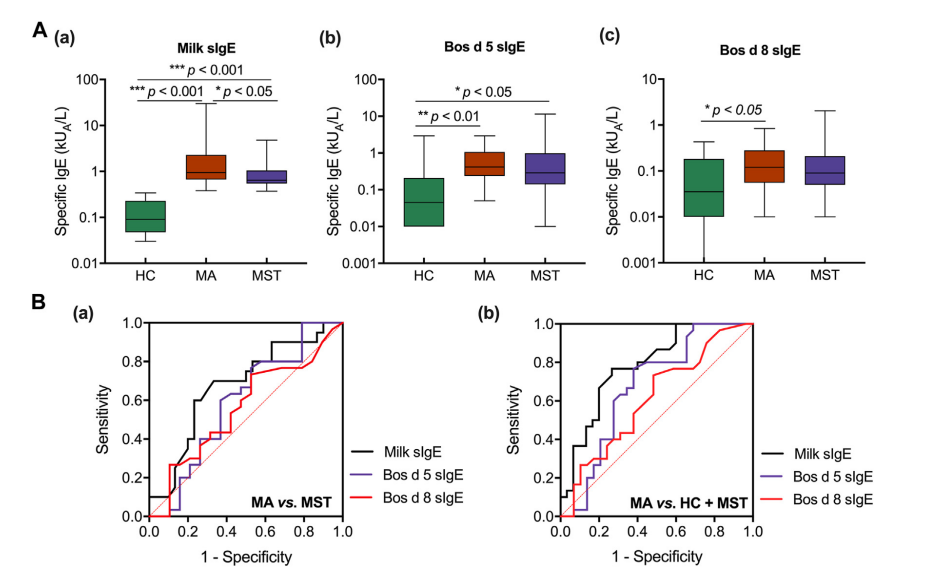 A (a)
Milk sIgE
*** p < 0.001
*** p < 0.001 * p < 0.05
Specific IgE (kUA/L)
100
10
1
0.1
0.01
HC MA MST
(b)
Bos d 5 sIgE
* p < 0.05
** p < 0.01
Specific IgE (kUA/L)
100
10
1
0.1
0.01
0.001
HC MA MST
(c)
Bos d 8 sIgE
* p < 0.05
Specific IgE (kUA/L)
10
1
0.1
0.01
0.001
HC MA MST
B
(a)
Sensitivity
1.0
0.8
0.6
0.4
0.2
0.0
0.0 0.2 0.4 0.6 0.8 1.0
1 - Specificity
MA vs. MST
Milk sIgE
Bos d 5 sIgE
Bos d 8 sIgE
(b)
Sensitivity
1.0
0.8
0.6
0.4
0.2
0.0
0.0 0.2 0.4 0.6 0.8 1.0
1 - Specificity
MA vs. HC + MST
Milk sIgE
Bos d 5 sIgE
Bos d 8 sIgE